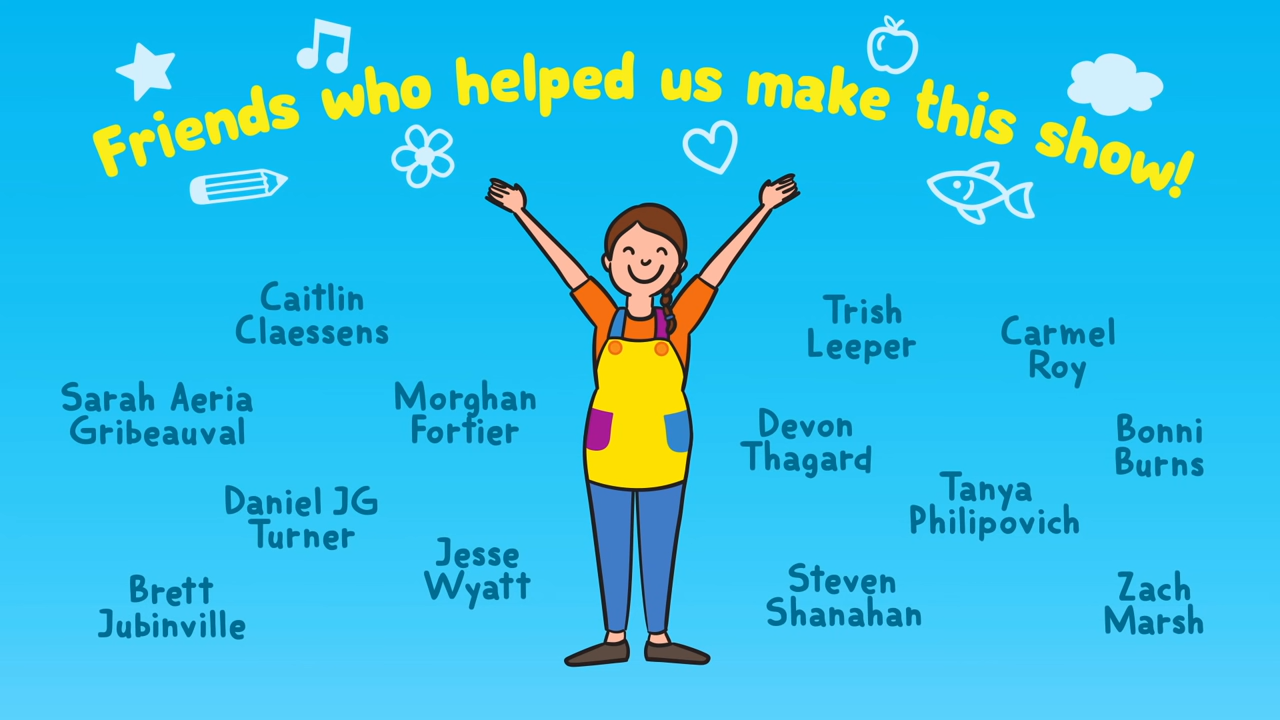 Friends who helped us make this show!
Caitlin
Claessens
Sarah Aeria
Gribeauval
Morghan
Fortier
Daniel JG
Turner
Jesse
Wyatt
Brett
Jubinville
Trish
Leeper
Carmel
Roy
Devon
Thagard
Bonni
Burns
Tanya
Philipovich
Steven
Shanahan
Zach
Marsh